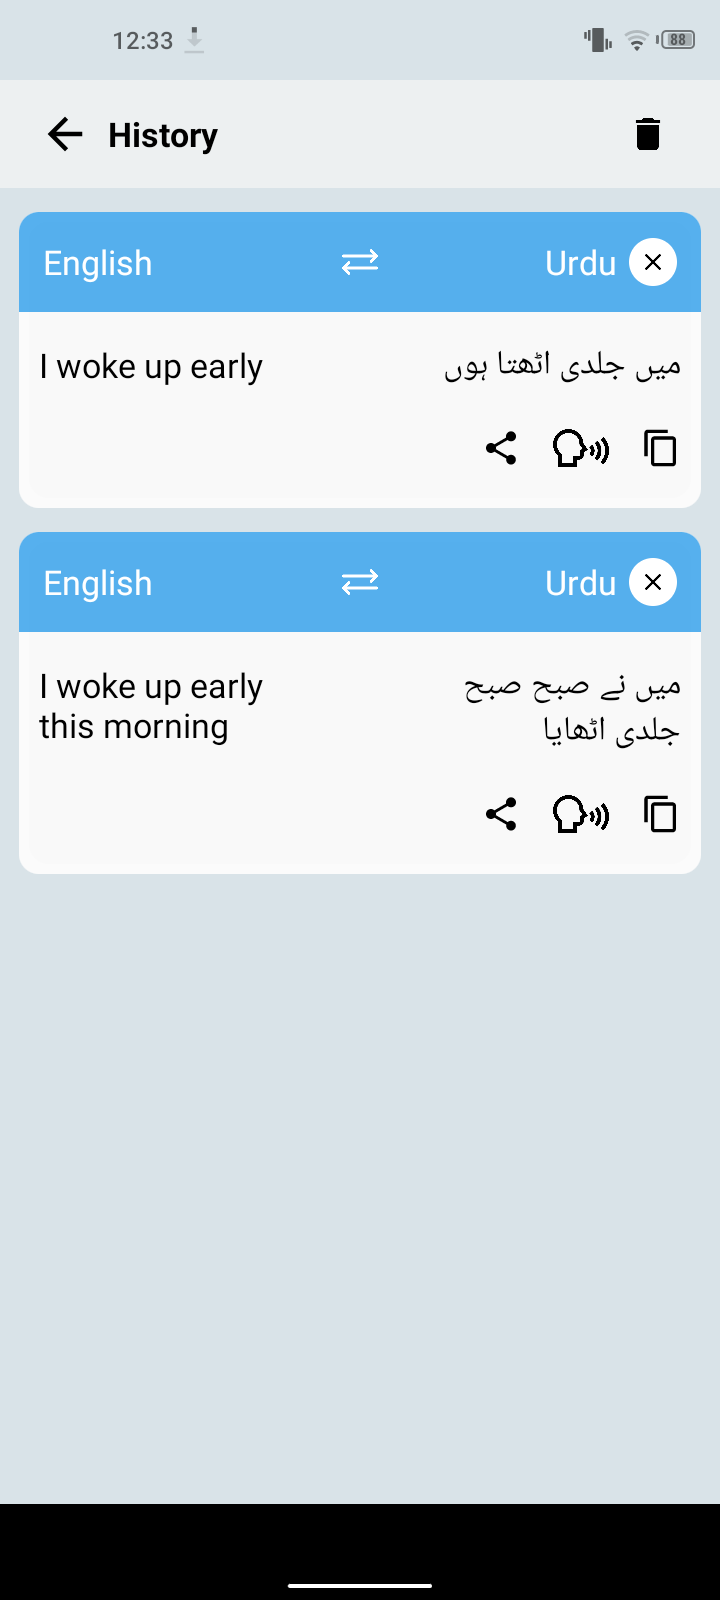 12:33
88
History
English
Urdu
I woke up early
میں جلدی اٹھتا ہوں
English
Urdu
I woke up early
this morning
میں نے صبح صبح
جلدی اٹھایا